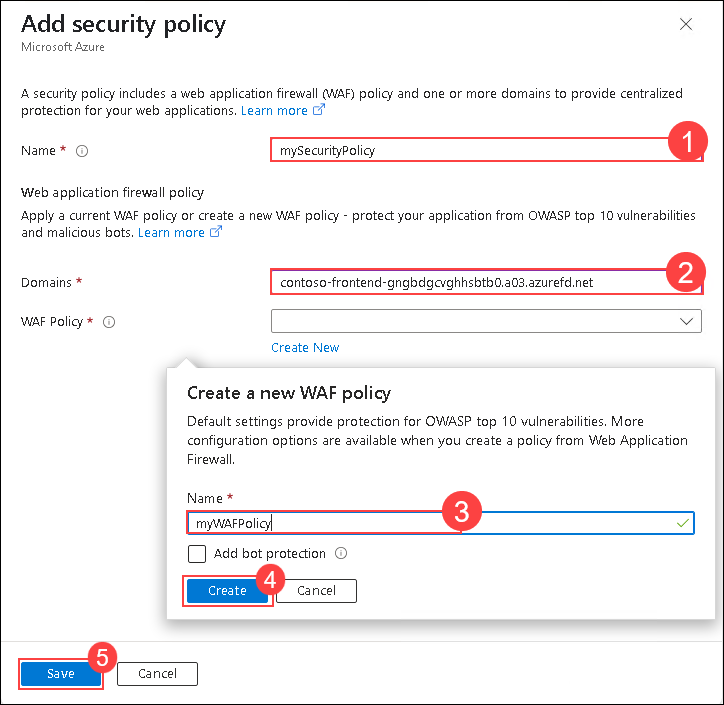 Add security policy
Microsoft Azure
A security policy includes a web application firewall (WAF) policy and one or more domains to provide centralized
protection for your web applications. Learn more
Name *
mySecurityPolicy
1
Web application firewall policy
Apply a current WAF policy or create a new WAF policy - protect your application from OWASP top 10 vulnerabilities
and malicious bots. Learn more
Domains *
contoso-frontend-gngbdgcvghhsbtb0.a03.azurefd.net
2
WAF Policy *
Create New
Create a new WAF policy
Default settings provide protection for OWASP top 10 vulnerabilities. More
configuration options are available when you create a policy from Web Application
Firewall.
Name *
myWAFPolicy
3
Add bot protection
Create
4
Cancel
Save
5
Cancel